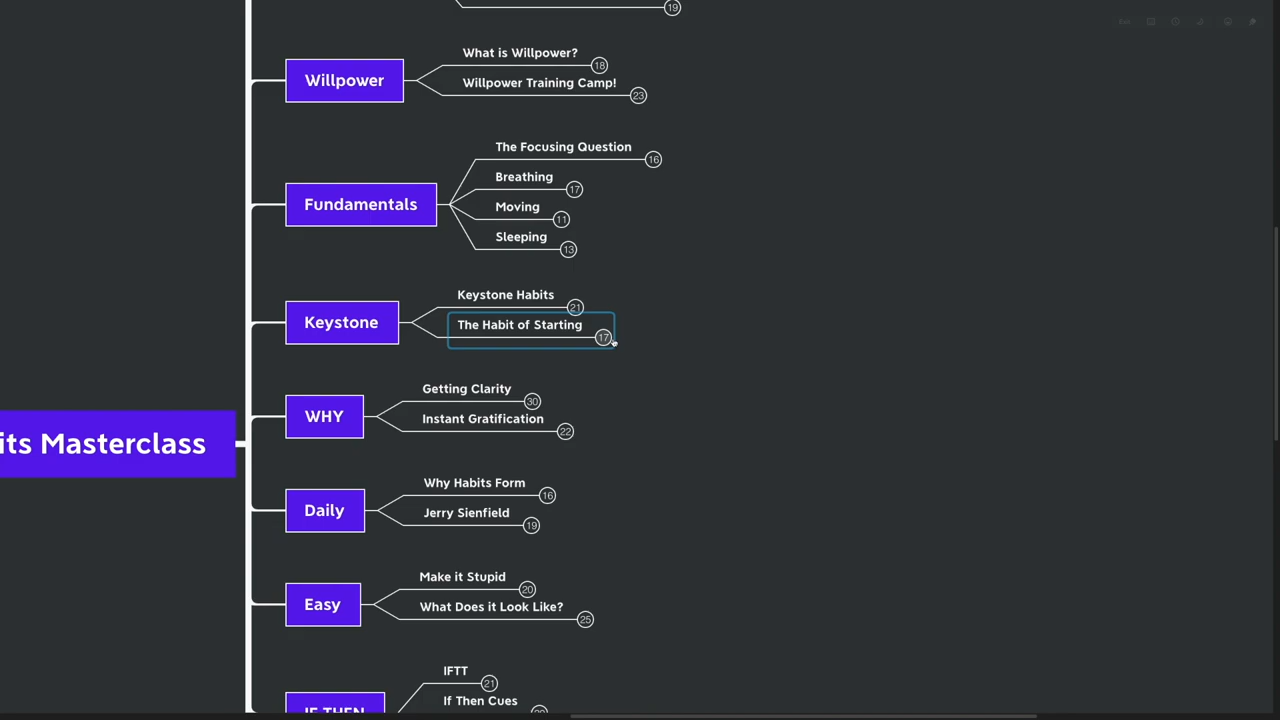 19
Willpower
What is Willpower?
18
Willpower Training Camp!
23
Fundamentals
The Focusing Question
16
Breathing
17
Moving
11
Sleeping
13
Keystone
Keystone Habits
21
The Habit of Starting
17
its Masterclass
WHY
Getting Clarity
30
Instant Gratification
22
Daily
Why Habits Form
16
Jerry Sienfield
19
Easy
Make it Stupid
20
What Does it Look Like?
25
IF THEN
IFTT
21
If Then Cues